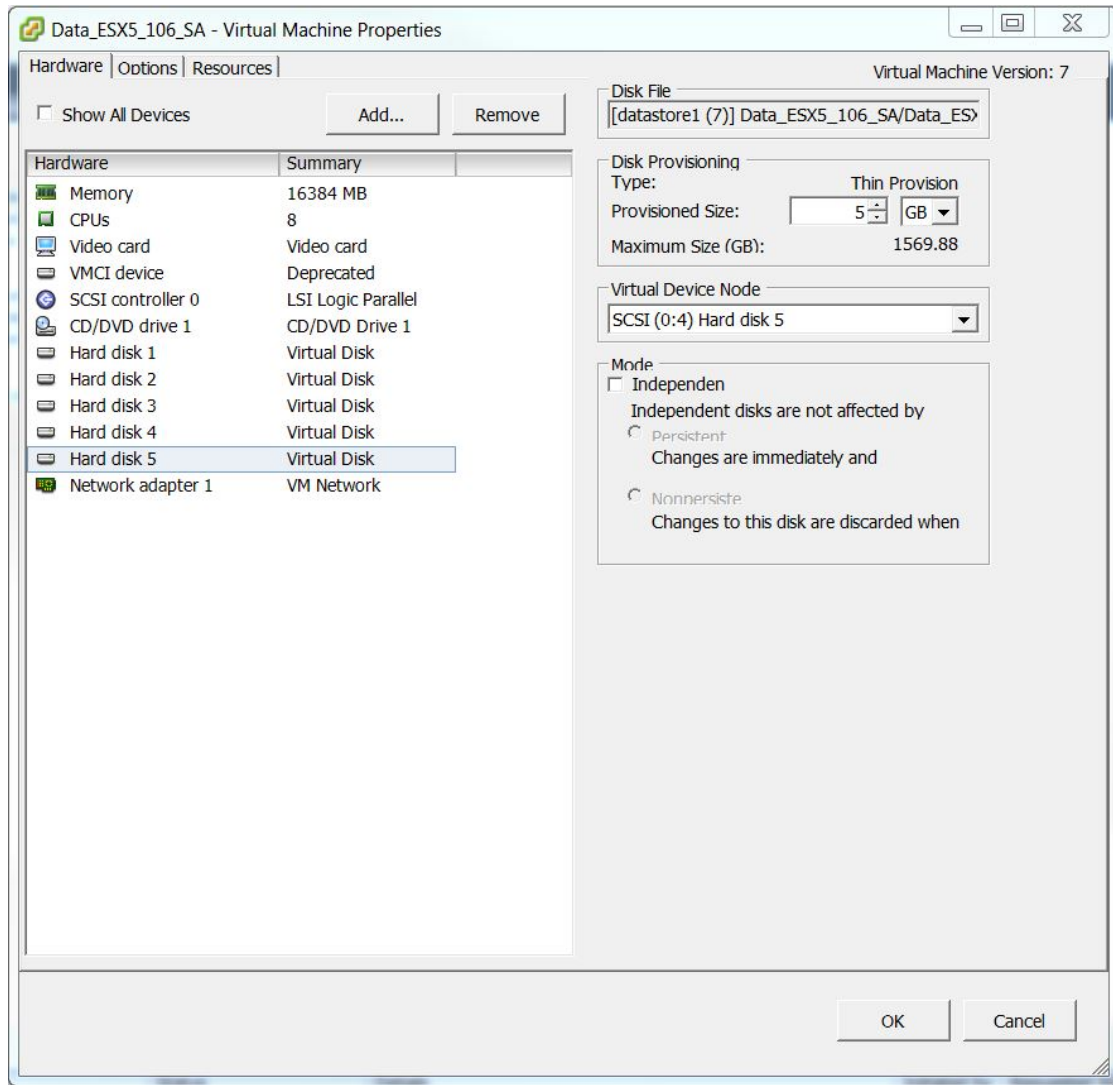 Data_ESX5_106_SA - Virtual Machine Properties
Hardware Options Resources
Virtual Machine Version: 7
Show All Devices
Add...
Remove
Hardware Summary
Memory 16384 MB
CPUs 8
Video card Video card
VMCI device Deprecated
SCSI controller 0 LSI Logic Parallel
CD/DVD drive 1 CD/DVD Drive 1
Hard disk 1 Virtual Disk
Hard disk 2 Virtual Disk
Hard disk 3 Virtual Disk
Hard disk 4 Virtual Disk
Hard disk 5 Virtual Disk
Network adapter 1 VM Network
Disk File
[datastore1 (7)] Data_ESX5_106_SA/Data_ESX
Disk Provisioning
Type: Thin Provision
Provisioned Size: 5 GB
Maximum Size (GB): 1569.88
Virtual Device Node
SCSI (0:4) Hard disk 5
Mode
Independen
Independent disks are not affected by
Persistent
Changes are immediately and
Nonpersiste
Changes to this disk are discarded when
OK
Cancel